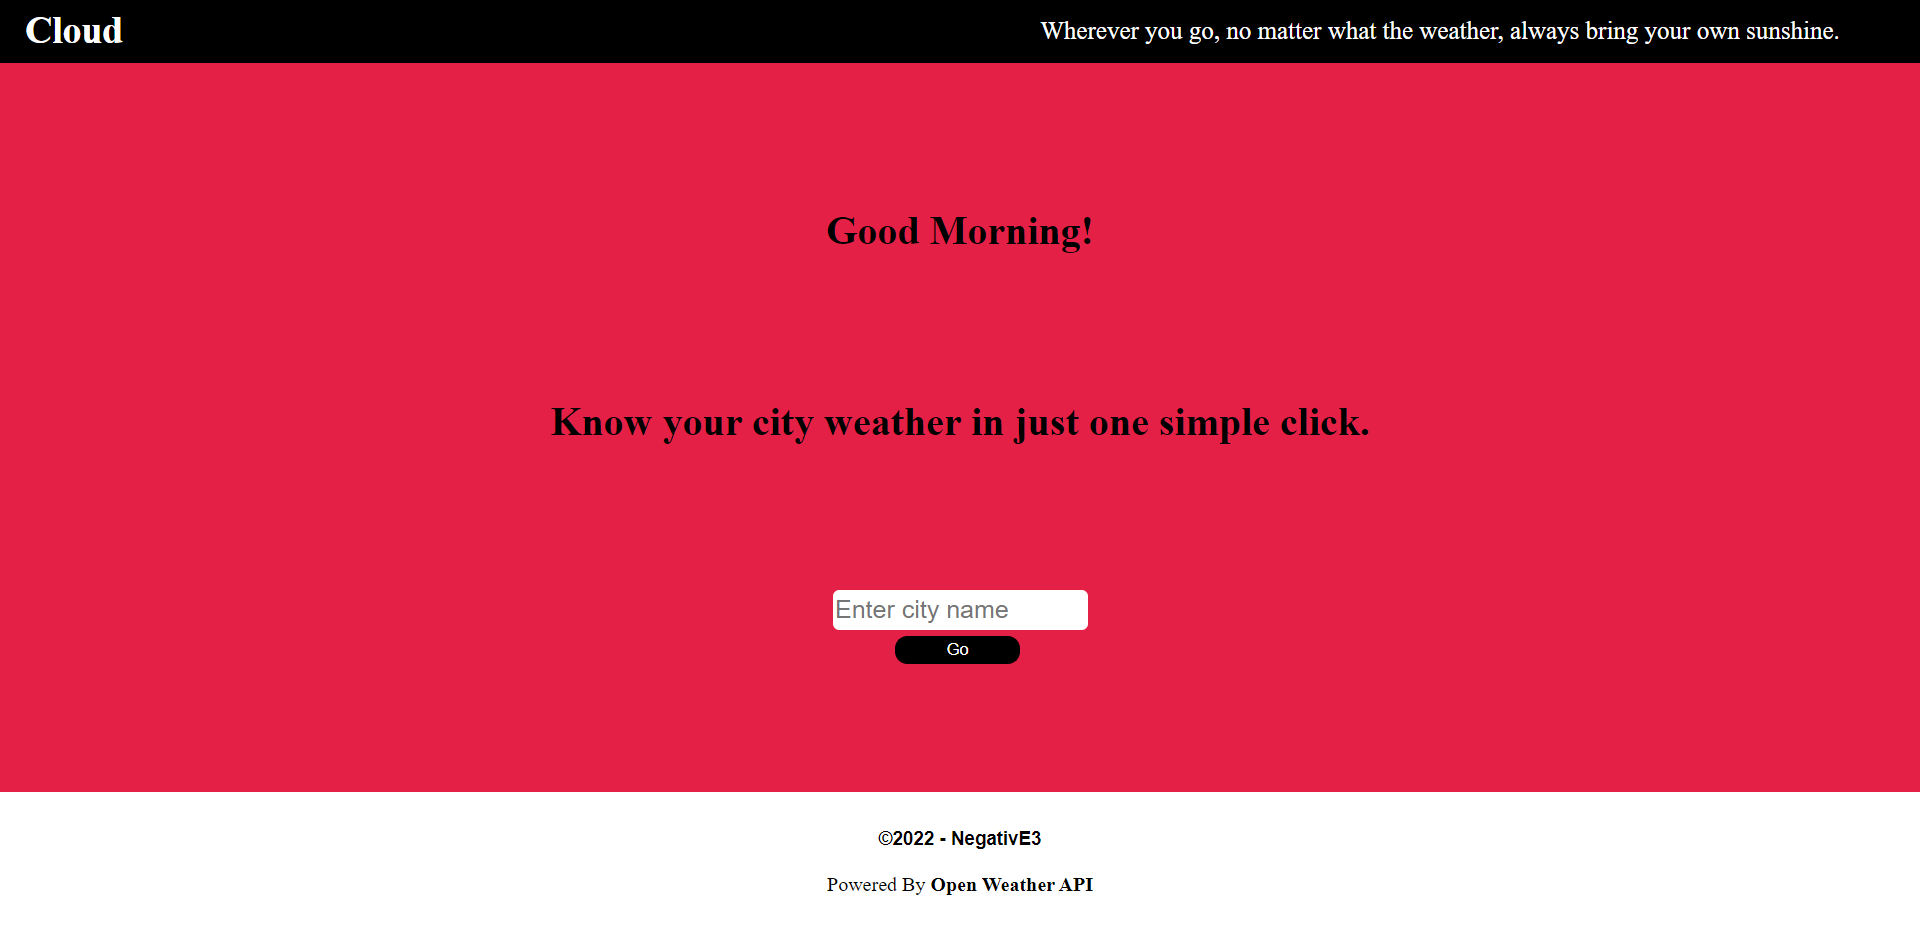 Cloud
Wherever you go, no matter what the weather, always bring your own sunshine.
Good Morning!
Know your city weather in just one simple click.
Enter city name
Go
©2022 - NegativE3
Powered By Open Weather API